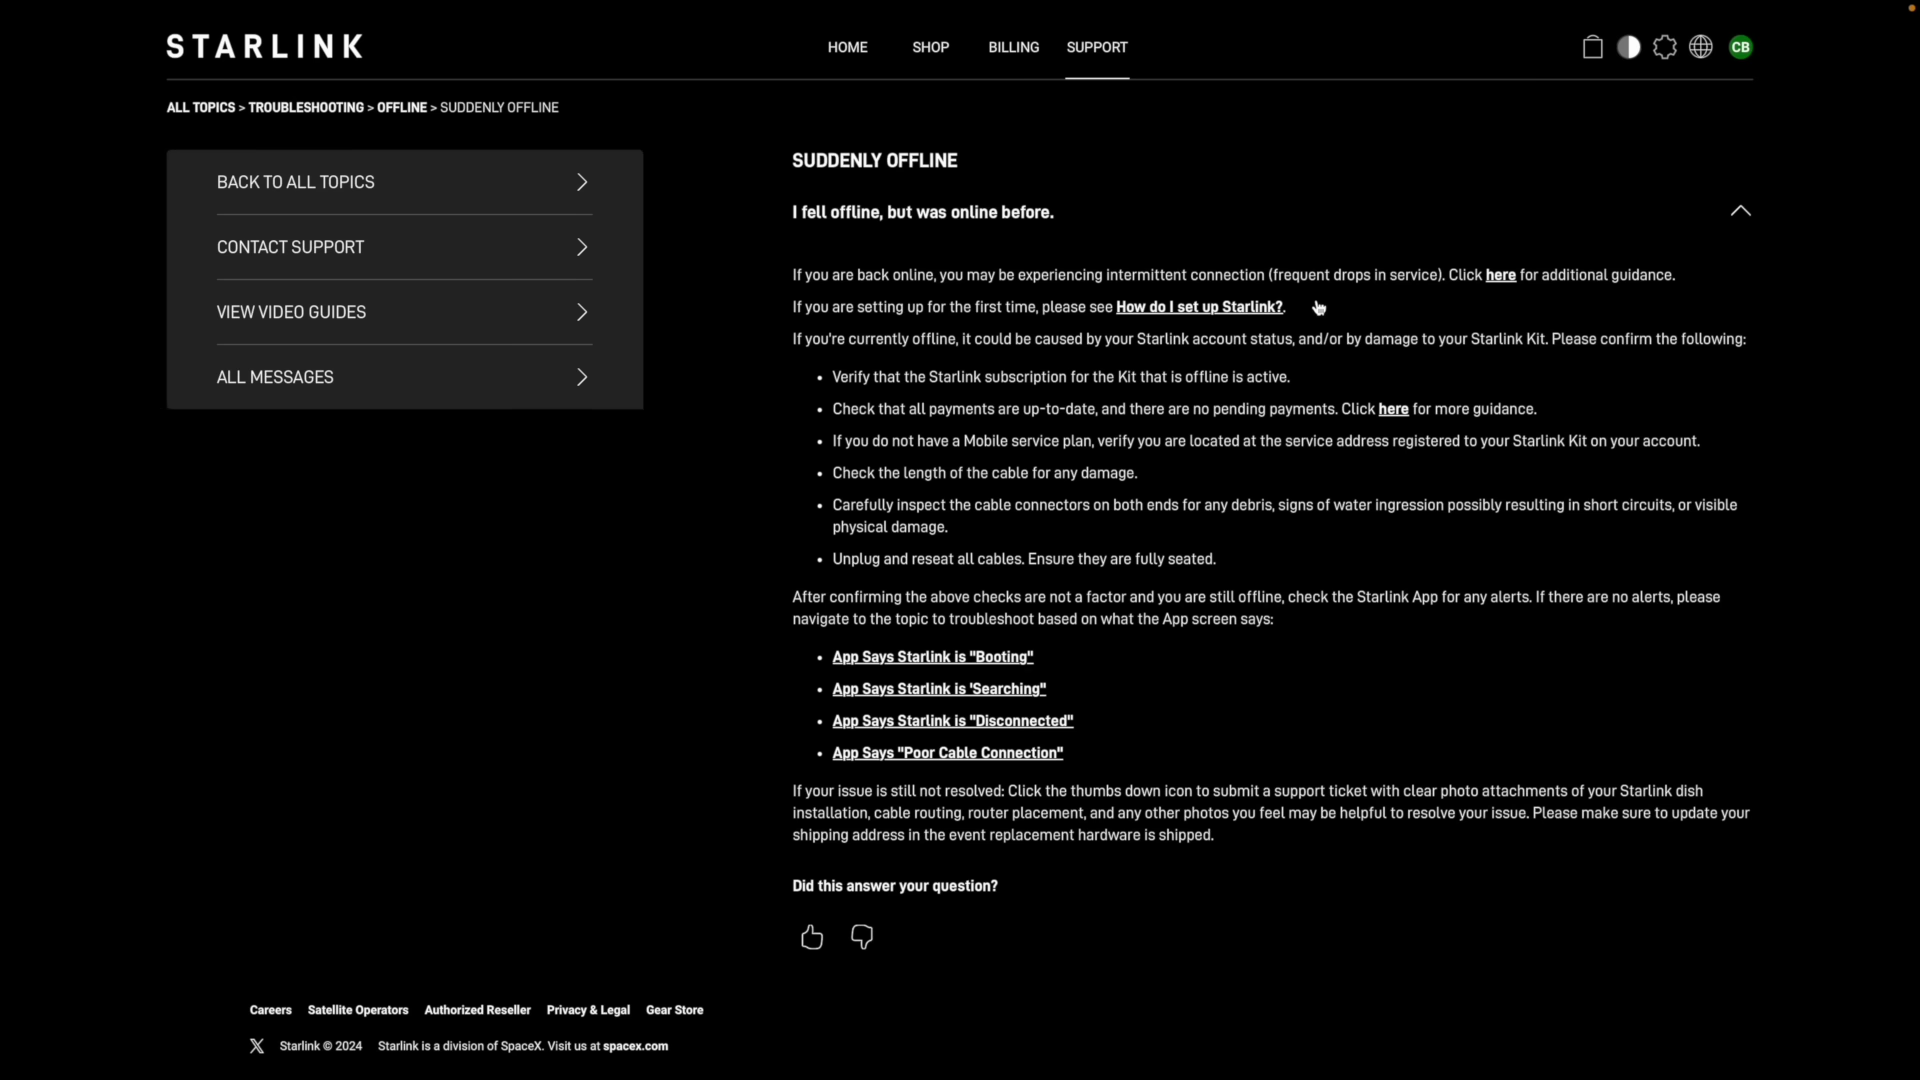 STARLINK
HOME SHOP BILLING SUPPORT
CB
ALL TOPICS > TROUBLESHOOTING > OFFLINE > SUDDENLY OFFLINE
BACK TO ALL TOPICS
CONTACT SUPPORT
VIEW VIDEO GUIDES
ALL MESSAGES
SUDDENLY OFFLINE
I fell offline, but was online before.
If you are back online, you may be experiencing intermittent connection (frequent drops in service). Click here for additional guidance.
If you are setting up for the first time, please see How do I set up Starlink?.
If you're currently offline, it could be caused by your Starlink account status, and/or by damage to your Starlink Kit. Please confirm the following:
• Verify that the Starlink subscription for the Kit that is offline is active.
• Check that all payments are up-to-date, and there are no pending payments. Click here for more guidance.
• If you do not have a Mobile service plan, verify you are located at the service address registered to your Starlink Kit on your account.
• Check the length of the cable for any damage.
• Carefully inspect the cable connectors on both ends for any debris, signs of water ingression possibly resulting in short circuits, or visible
physical damage.
• Unplug and reseat all cables. Ensure they are fully seated.
After confirming the above checks are not a factor and you are still offline, check the Starlink App for any alerts. If there are no alerts, please
navigate to the topic to troubleshoot based on what the App screen says:
• App Says Starlink is "Booting"
• App Says Starlink is 'Searching"
• App Says Starlink is "Disconnected"
• App Says "Poor Cable Connection"
If your issue is still not resolved: Click the thumbs down icon to submit a support ticket with clear photo attachments of your Starlink dish
installation, cable routing, router placement, and any other photos you feel may be helpful to resolve your issue. Please make sure to update your
shipping address in the event replacement hardware is shipped.
Did this answer your question?
Careers Satellite Operators Authorized Reseller Privacy & Legal Gear Store
Starlink © 2024 Starlink is a division of SpaceX. Visit us at spacex.com